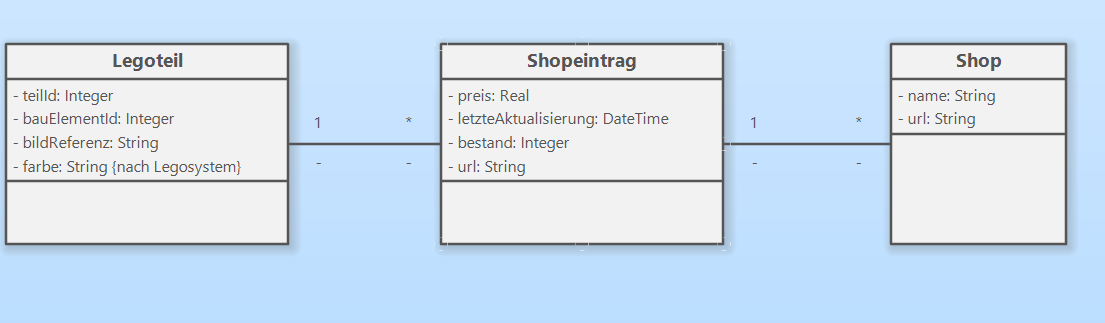 Legoteil
- teilId: Integer
- bauElementId: Integer
- bildReferenz: String
- farbe: String {nach Legosystem}
1 *
- -
Shopeintrag
- preis: Real
- letzteAktualisierung: DateTime
- bestand: Integer
- url: String
1 *
- -
Shop
- name: String
- url: String